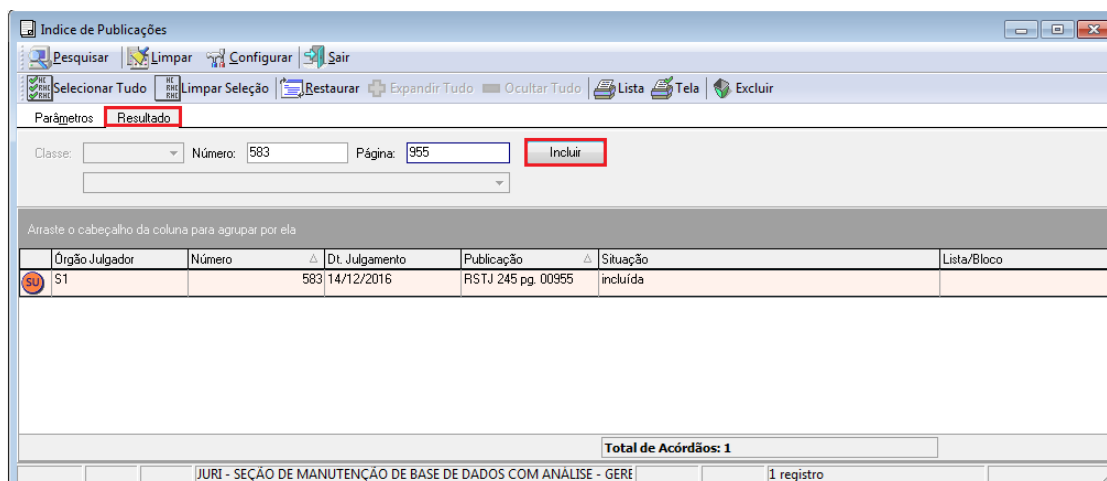 Indice de Publicações
Pesquisar Limpar Configurar Sair
Selecionar Tudo Limpar Seleção Restaurar Expandir Tudo Ocultar Tudo Lista Tela Excluir
Parâmetros Resultado
Classe: Número: 583 Página: 955 Incluir
Arraste o cabeçalho da coluna para agrupar por ela
Órgão Julgador Número Dt. Julgamento Publicação Situação Lista/Bloco
SU S1 583 14/12/2016 RSTJ 245 pg. 00955 incluída
Total de Acórdãos: 1
JURI - SEÇÃO DE MANUTENÇÃO DE BASE DE DADOS COM ANÁLISE - GERE 1 registro